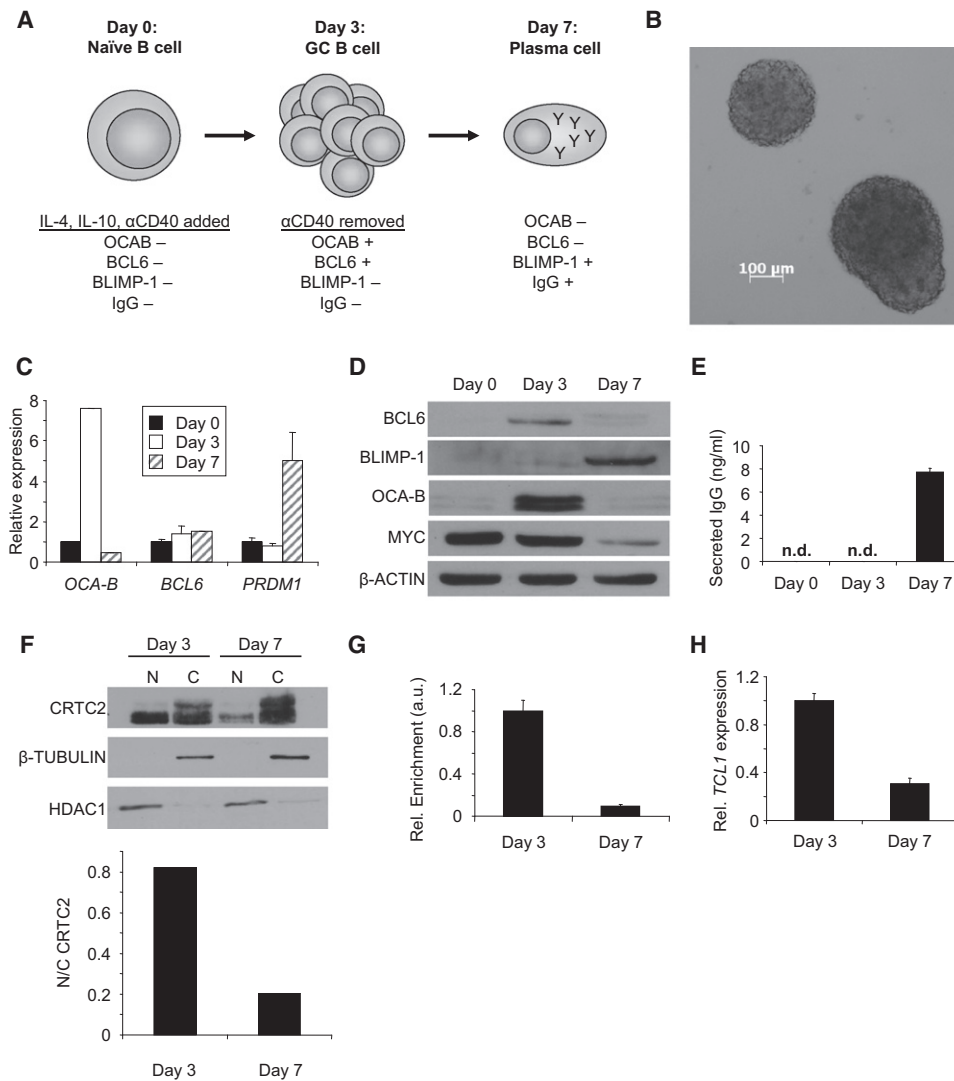 A
Day 0:
Naïve B cell
Day 3:
GC B cell
Day 7:
Plasma cell
Y Y Y Y Y Y
IL-4, IL-10, αCD40 added
OCAB –
BCL6 –
BLIMP-1 –
IgG –
αCD40 removed
OCAB +
BCL6 +
BLIMP-1 –
IgG –
OCAB –
BCL6 –
BLIMP-1 +
IgG +
B
100 µm
C
Relative expression
8
6
4
2
0
Day 0
Day 3
Day 7
OCA-B BCL6 PRDM1
D
Day 0 Day 3 Day 7
BCL6
BLIMP-1
OCA-B
MYC
β-ACTIN
E
Secreted IgG (ng/ml)
10
8
6
4
2
0
n.d. n.d.
Day 0 Day 3 Day 7
F
Day 3 Day 7
N C N C
CRTC2
β-TUBULIN
HDAC1
N/C CRTC2
0.8
0.6
0.4
0.2
0
Day 3 Day 7
G
Rel. Enrichment (a.u.)
1.2
0.8
0.4
0
Day 3 Day 7
H
Rel. TCL1 expression
1.2
0.8
0.4
0
Day 3 Day 7